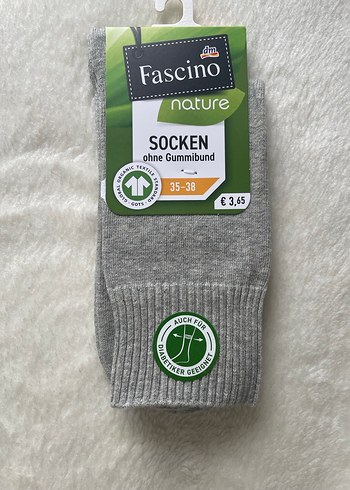 dm
Fascino
nature
SOCKEN
ohne Gummibund
GLOBAL ORGANIC TEXTILE STANDARD
· GOTS ·
35-38
€ 3,65
AUCH FÜR
DIABETIKER GEEIGNET